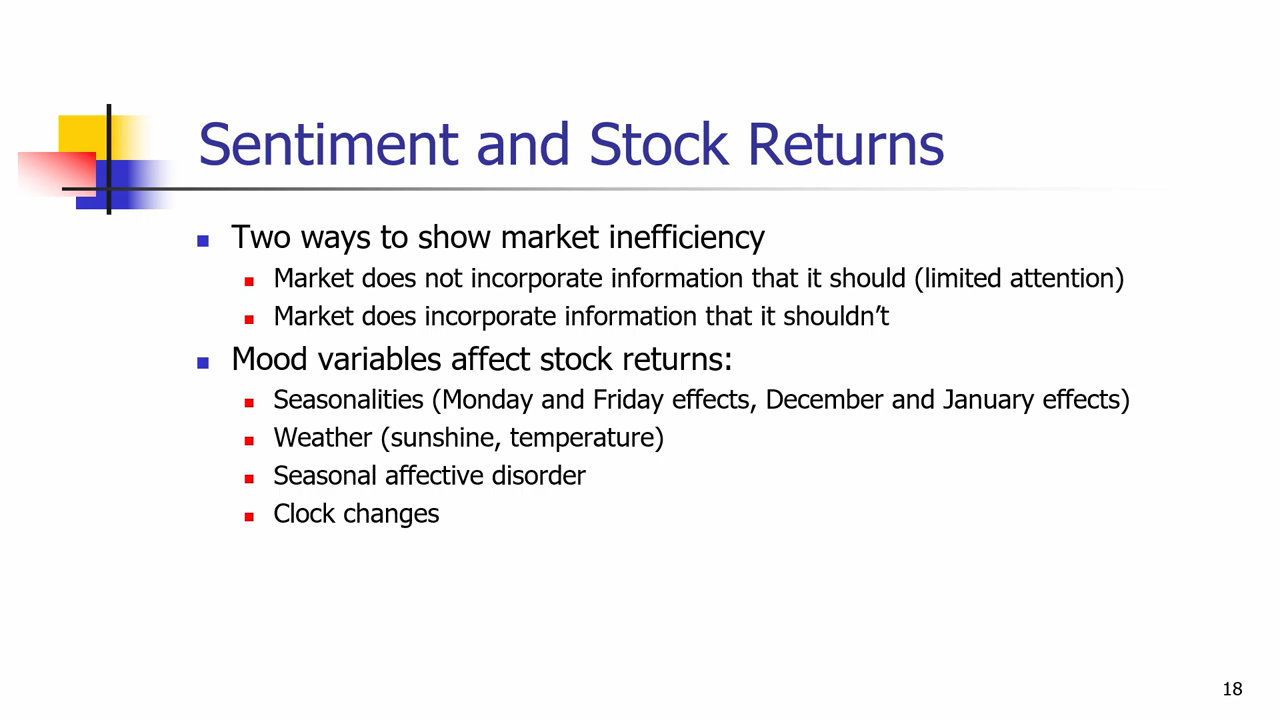 Sentiment and Stock Returns
Two ways to show market inefficiency
Market does not incorporate information that it should (limited attention)
Market does incorporate information that it shouldn’t
Mood variables affect stock returns:
Seasonalities (Monday and Friday effects, December and January effects)
Weather (sunshine, temperature)
Seasonal affective disorder
Clock changes
18